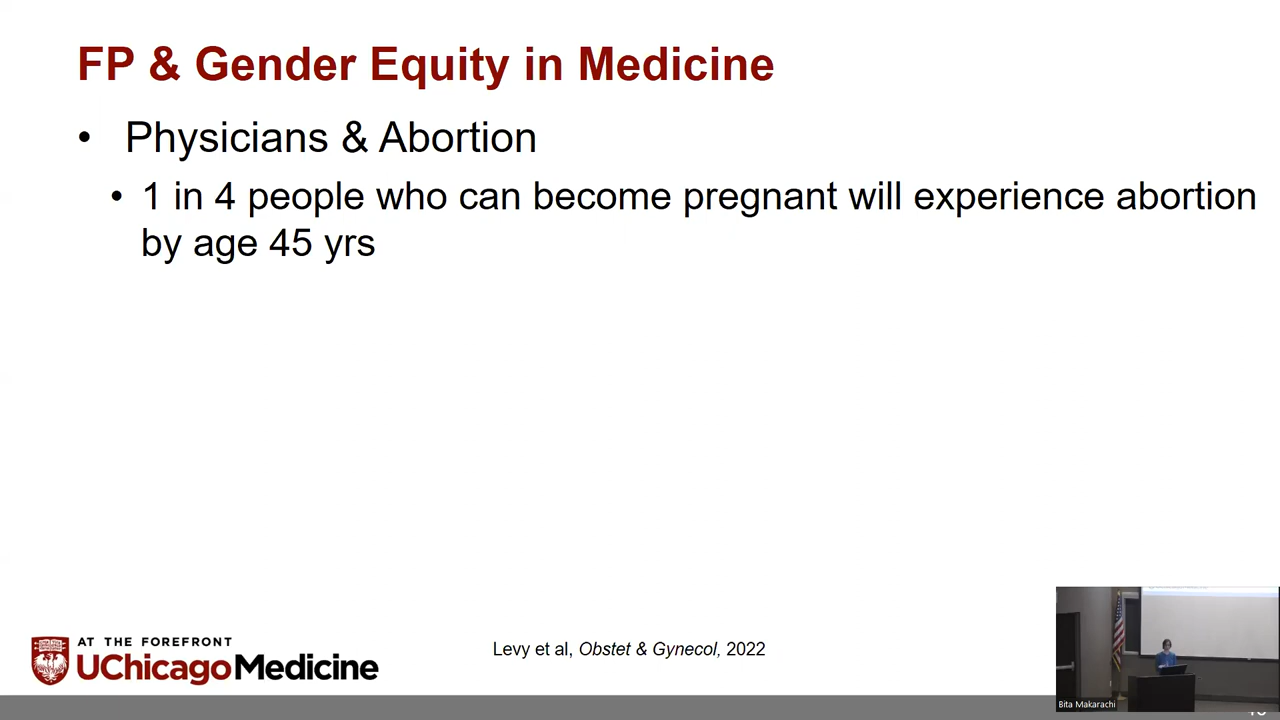 FP & Gender Equity in Medicine
• Physicians & Abortion
• 1 in 4 people who can become pregnant will experience abortion
by age 45 yrs
AT THE FOREFRONT
UChicagoMedicine
Levy et al, Obstet & Gynecol, 2022
Bita Makarachi